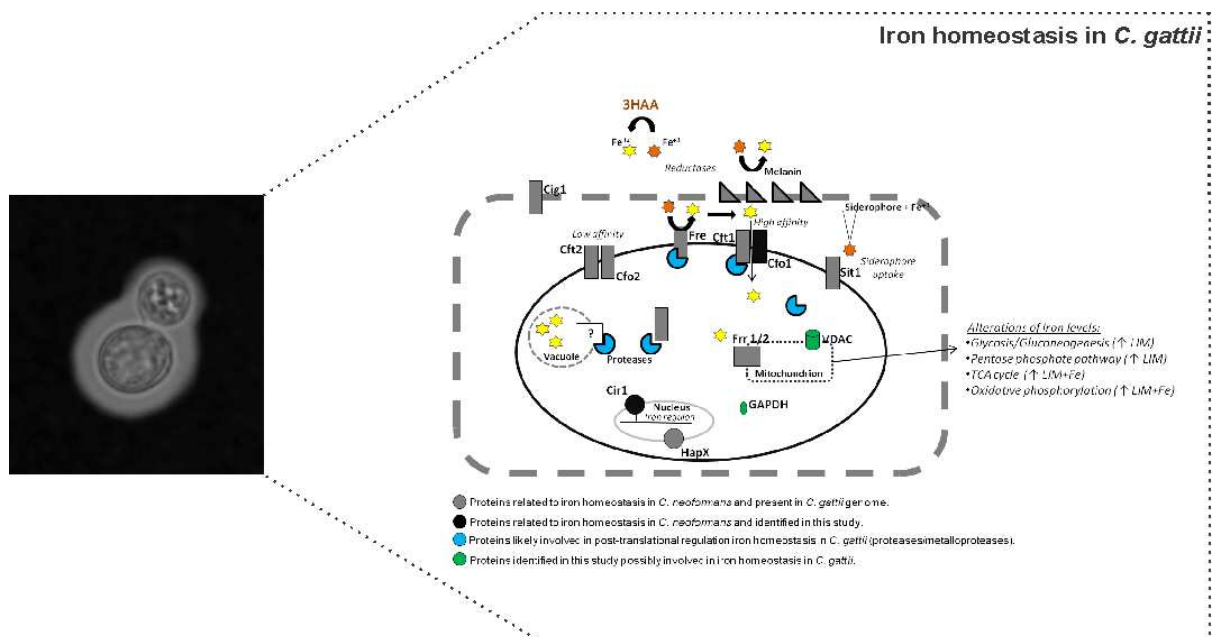 Iron homeostasis in C. gattii
3HAA
Fe+3
Reductases
Melanin
Cig1
Siderophore - Fe+3
Low affinity
High affinity
Cft2
Cfo2
Fre
Cft1
Cfo1
Siderophore
uptake
Sit1
?
Vacuole
Proteases
Frr 1/2
VDAC
Mitochondrion
Cir1
Nucleus
Iron regulon
GAPDH
HapX
Alterations of Iron levels:
•Glycosis/Gluconeogenesis (↑ LIM)
•Pentose phosphate pathway (↑ LIM)
•TCA cycle (↑ LIM+Fe)
•Oxidative phosphorylation (↑ LIM+Fe)
Proteins related to iron homeostasis in C. neoformans and present in C. gattii genome.
Proteins related to iron homeostasis in C. neoformans and identified in this study.
Proteins likely involved in post-translational regulation iron homeostasis in C. gattii (proteases/metalloproteases).
Proteins identified in this study possibly involved in iron homeostasis in C. gattii.